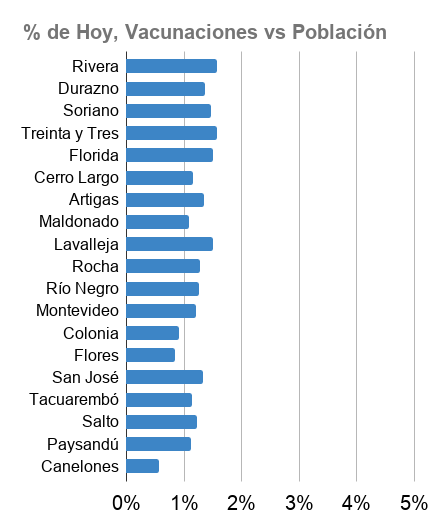 % de Hoy, Vacunaciones vs Población
Rivera
Durazno
Soriano
Treinta y Tres
Florida
Cerro Largo
Artigas
Maldonado
Lavalleja
Rocha
Río Negro
Montevideo
Colonia
Flores
San José
Tacuarembó
Salto
Paysandú
Canelones
0% 1% 2% 3% 4% 5%